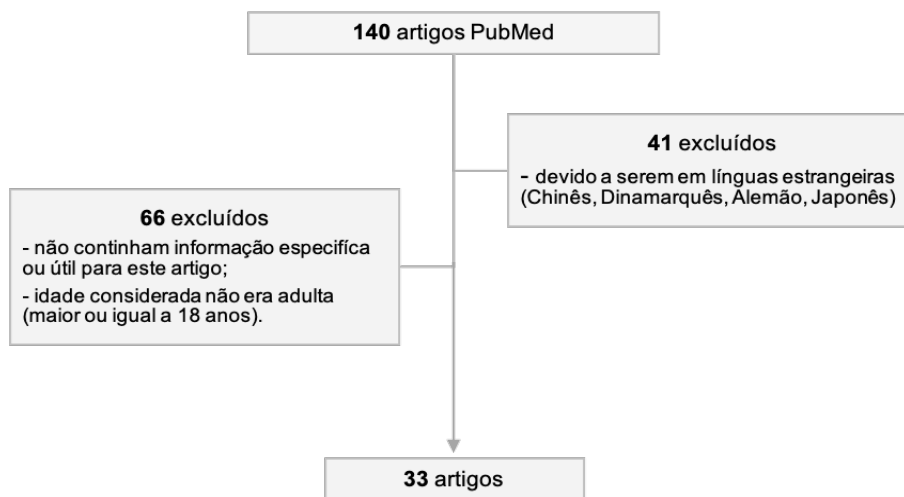 140 artigos PubMed
41 excluídos
- devido a serem em línguas estrangeiras
(Chinês, Dinamarquês, Alemão, Japonês)
66 excluídos
- não continham informação especifíca
ou útil para este artigo;
- idade considerada não era adulta
(maior ou igual a 18 anos).
33 artigos